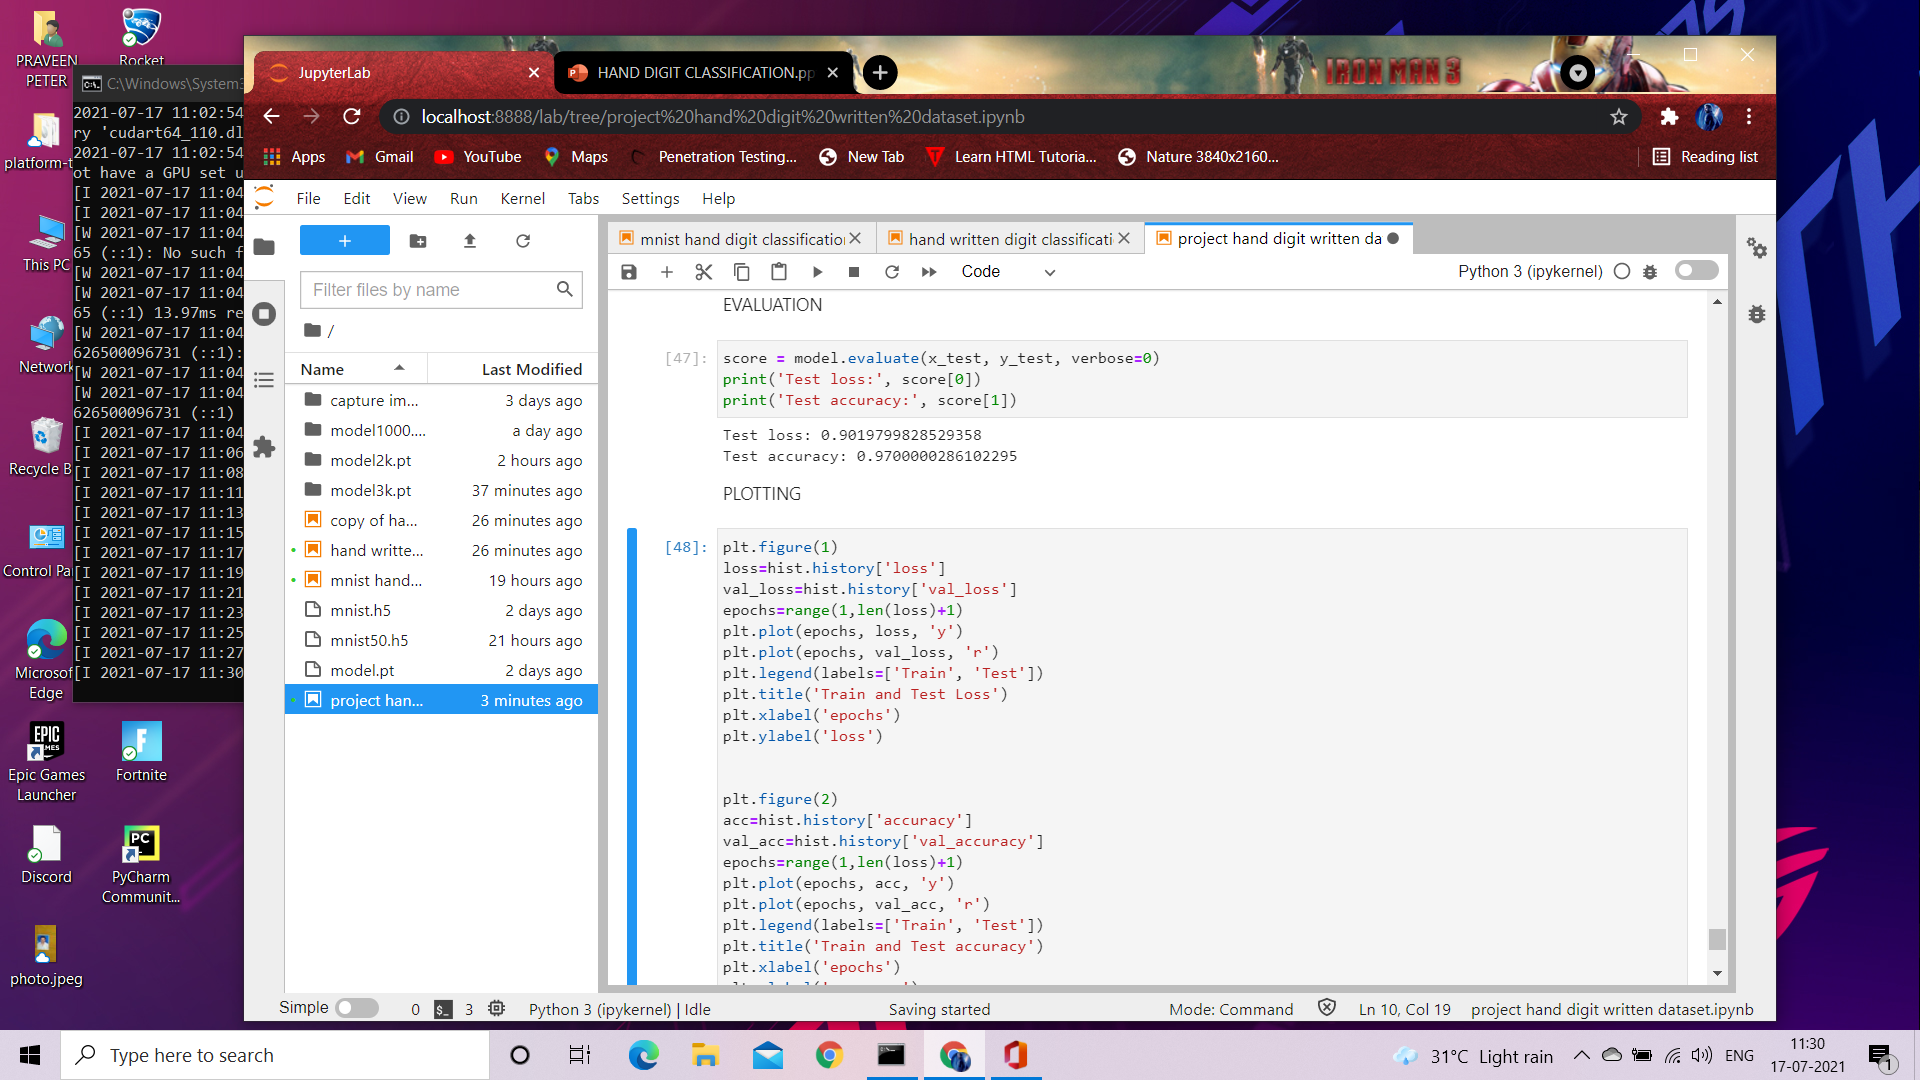 PRAVEEN
PETER
Rocket
platform-t
This PC
Network
Recycle B
Control Pa
Microsof
Edge
Epic Games
Launcher
Fortnite
Discord
PyCharm
Communit...
photo.jpeg
C:\Windows\System3
2021-07-17 11:02:54
ry 'cudart64_110.dl
2021-07-17 11:02:54
ot have a GPU set u
[I 2021-07-17 11:04
[I 2021-07-17 11:04
[W 2021-07-17 11:04
65 (::1): No such f
[W 2021-07-17 11:04
[W 2021-07-17 11:04
65 (::1) 13.97ms re
[W 2021-07-17 11:04
626500096731 (::1):
[W 2021-07-17 11:04
[W 2021-07-17 11:04
626500096731 (::1)
[I 2021-07-17 11:04
[I 2021-07-17 11:06
[I 2021-07-17 11:08
[I 2021-07-17 11:11
[I 2021-07-17 11:13
[I 2021-07-17 11:15
[I 2021-07-17 11:17
[I 2021-07-17 11:19
[I 2021-07-17 11:21
[I 2021-07-17 11:23
[I 2021-07-17 11:25
[I 2021-07-17 11:27
[I 2021-07-17 11:30
JupyterLab
HAND DIGIT CLASSIFICATION.pp
IRON MAN 3
localhost:8888/lab/tree/project%20hand%20digit%20written%20dataset.ipynb
Apps Gmail YouTube Maps Penetration Testing... New Tab Learn HTML Tutoria... Nature 3840x2160... Reading list
File Edit View Run Kernel Tabs Settings Help
Filter files by name
/
Name Last Modified
capture im... 3 days ago
model1000.... a day ago
model2k.pt 2 hours ago
model3k.pt 37 minutes ago
copy of ha... 26 minutes ago
hand writte... 26 minutes ago
mnist hand... 19 hours ago
mnist.h5 2 days ago
mnist50.h5 21 hours ago
model.pt 2 days ago
project han... 3 minutes ago
mnist hand digit classificatio
hand written digit classificati
project hand digit written da
Code
Python 3 (ipykernel)
EVALUATION
[47]: score = model.evaluate(x_test, y_test, verbose=0)
print('Test loss:', score[0])
print('Test accuracy:', score[1])
Test loss: 0.9019799828529358
Test accuracy: 0.9700000286102295
PLOTTING
[48]: plt.figure(1)
loss=hist.history['loss']
val_loss=hist.history['val_loss']
epochs=range(1,len(loss)+1)
plt.plot(epochs, loss, 'y')
plt.plot(epochs, val_loss, 'r')
plt.legend(labels=['Train', 'Test'])
plt.title('Train and Test Loss')
plt.xlabel('epochs')
plt.ylabel('loss')
plt.figure(2)
acc=hist.history['accuracy']
val_acc=hist.history['val_accuracy']
epochs=range(1,len(loss)+1)
plt.plot(epochs, acc, 'y')
plt.plot(epochs, val_acc, 'r')
plt.legend(labels=['Train', 'Test'])
plt.title('Train and Test accuracy')
plt.xlabel('epochs')
Simple 0 3 Python 3 (ipykernel) | Idle Saving started Mode: Command Ln 10, Col 19 project hand digit written dataset.ipynb
Type here to search
31°C Light rain
ENG
11:30
17-07-2021
1